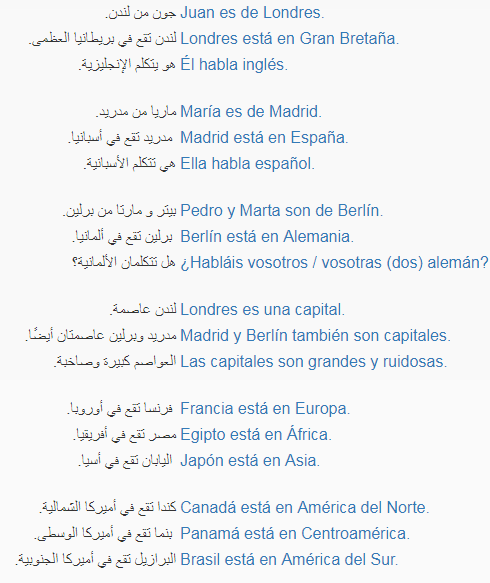 جون من لندن. Juan es de Londres.
لندن تقع في بريطانيا العظمى. Londres está en Gran Bretaña.
هو يتكلم الإنجليزية. Él habla inglés.
ماريا من مدريد. María es de Madrid.
مدريد تقع في أسبانيا. Madrid está en España.
هي تتكلم الأسبانية. Ella habla español.
بيتر و مارتا من برلين. Pedro y Marta son de Berlín.
برلين تقع في ألمانيا. Berlín está en Alemania.
هل تتكلمان الألمانية؟ ¿Habláis vosotros / vosotras (dos) alemán?
لندن عاصمة. Londres es una capital.
مدريد وبرلين عاصمتان أيضًا. Madrid y Berlín también son capitales.
العواصم كبيرة وصاخبة. Las capitales son grandes y ruidosas.
فرنسا تقع في أوروبا. Francia está en Europa.
مصر تقع في أفريقيا. Egipto está en África.
اليابان تقع في أسيا. Japón está en Asia.
كندا تقع في أميركا الشمالية. Canadá está en América del Norte.
بنما تقع في أميركا الوسطى. Panamá está en Centroamérica.
البرازيل تقع في أميركا الجنوبية. Brasil está en América del Sur.